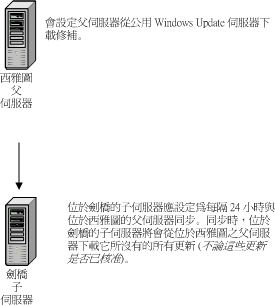 會設定父伺服器從公用 Windows Update 伺服器下
載修補。
西雅圖
父
伺服器
位於劍橋的子伺服器應設定為每隔 24 小時與
位於西雅圖的父伺服器同步。同步時，位於
劍橋的子伺服器將會從位於西雅圖之父伺服
器下載它所沒有的所有更新 (不論這些更新
是否已核准)。
劍橋
子
伺服器